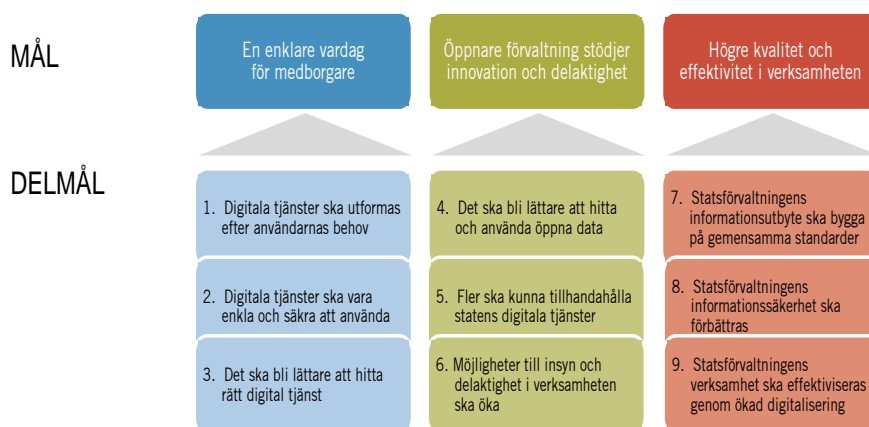 MÅL
En enklare vardag
för medborgare
Öppnare förvaltning stödjer
innovation och delaktighet
Högre kvalitet och
effektivitet i verksamheten
DELMÅL
1. Digitala tjänster ska utformas
efter användarnas behov
2. Digitala tjänster ska vara
enkla och säkra att använda
3. Det ska bli lättare att hitta
rätt digital tjänst
4. Det ska bli lättare att hitta
och använda öppna data
5. Fler ska kunna tillhandahålla
statens digitala tjänster
6. Möjligheter till insyn och
delaktighet i verksamheten
ska öka
7. Statsförvaltningens
informationsutbyte ska bygga
på gemensamma standarder
8. Statsförvaltningens
informationssäkerhet ska
förbättras
9. Statsförvaltningens
verksamhet ska effektiviseras
genom ökad digitalisering